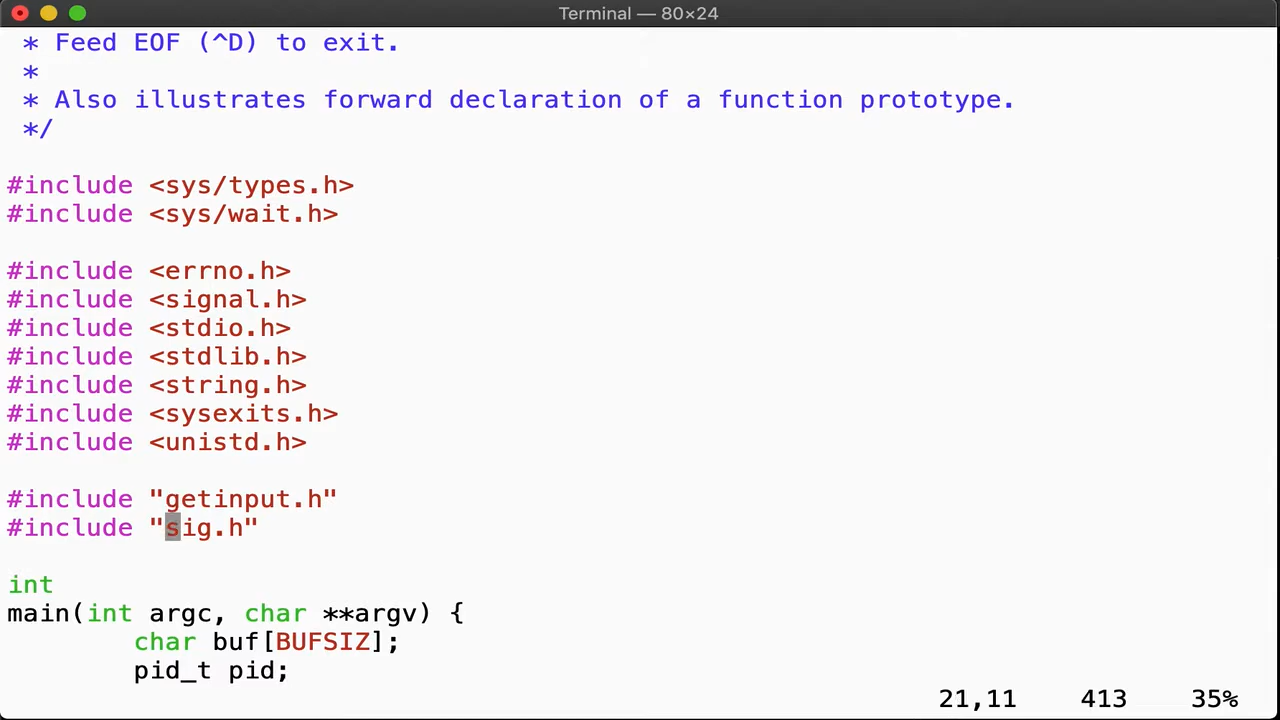 Terminal — 80×24
* Feed EOF (^D) to exit.
*
* Also illustrates forward declaration of a function prototype.
*/
#include <sys/types.h>
#include <sys/wait.h>
#include <errno.h>
#include <signal.h>
#include <stdio.h>
#include <stdlib.h>
#include <string.h>
#include <sysexits.h>
#include <unistd.h>
#include "getinput.h"
#include "sig.h"
int
main(int argc, char **argv) {
char buf[BUFSIZ];
pid_t pid;
21,11 413 35%